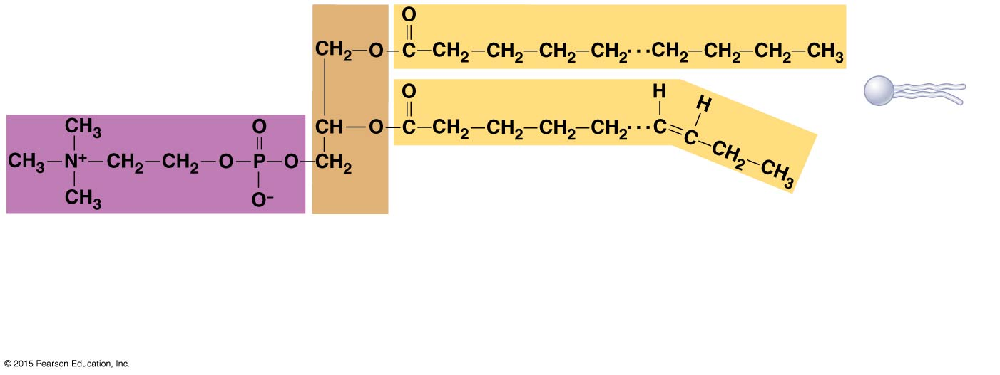 O
CH₂—O—C—CH₂—CH₂—CH₂—CH₂···CH₂—CH₂—CH₂—CH₃
O H H
CH—O—C—CH₂—CH₂—CH₂—CH₂···C=C—CH₂—CH₃
CH₃ O
CH₃—N⁺—CH₂—CH₂—O—P—O—CH₂
CH₃ O⁻
© 2015 Pearson Education, Inc.